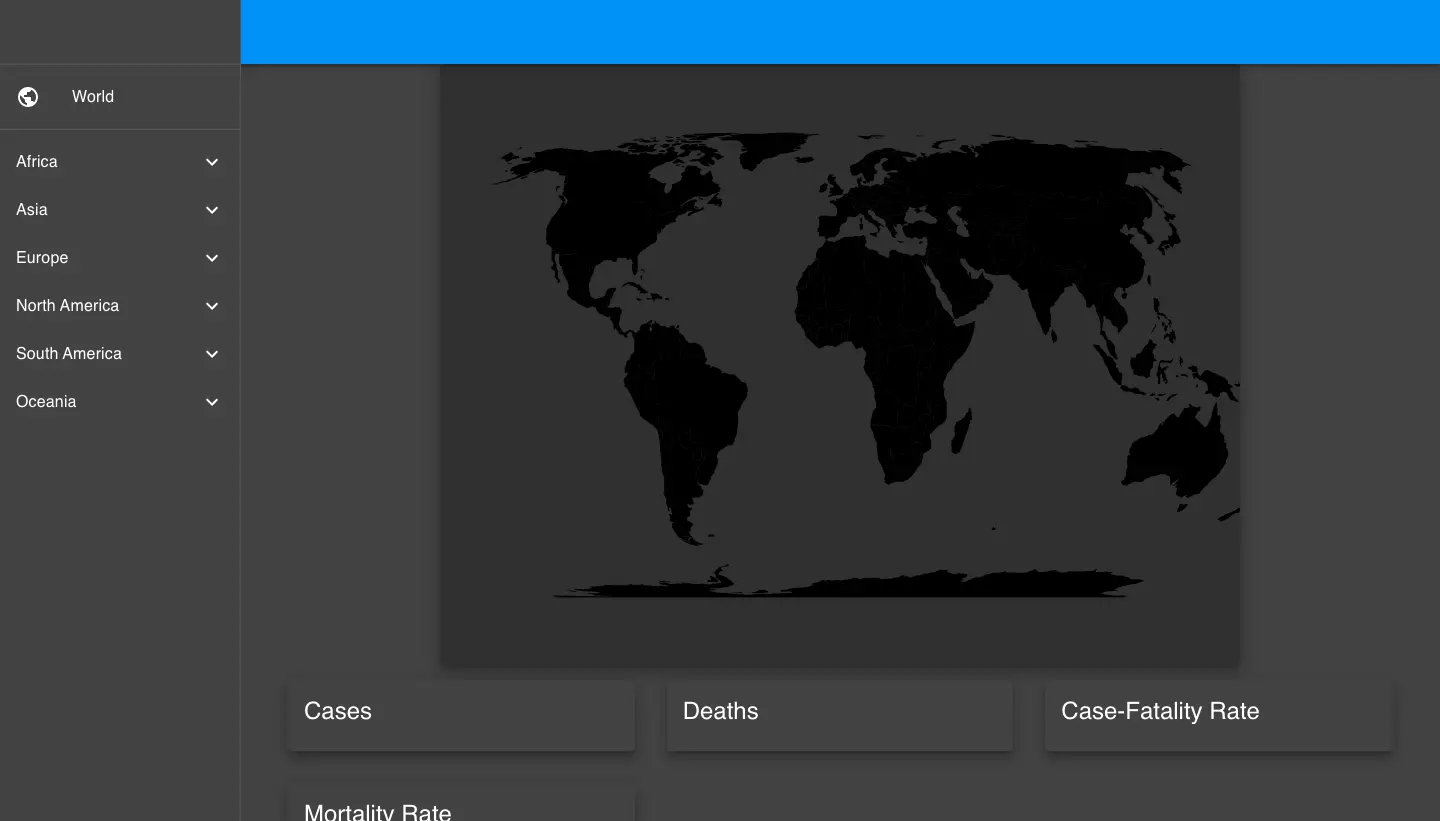 World
Africa
Asia
Europe
North America
South America
Oceania
Cases
Deaths
Case-Fatality Rate
Mortality Rate